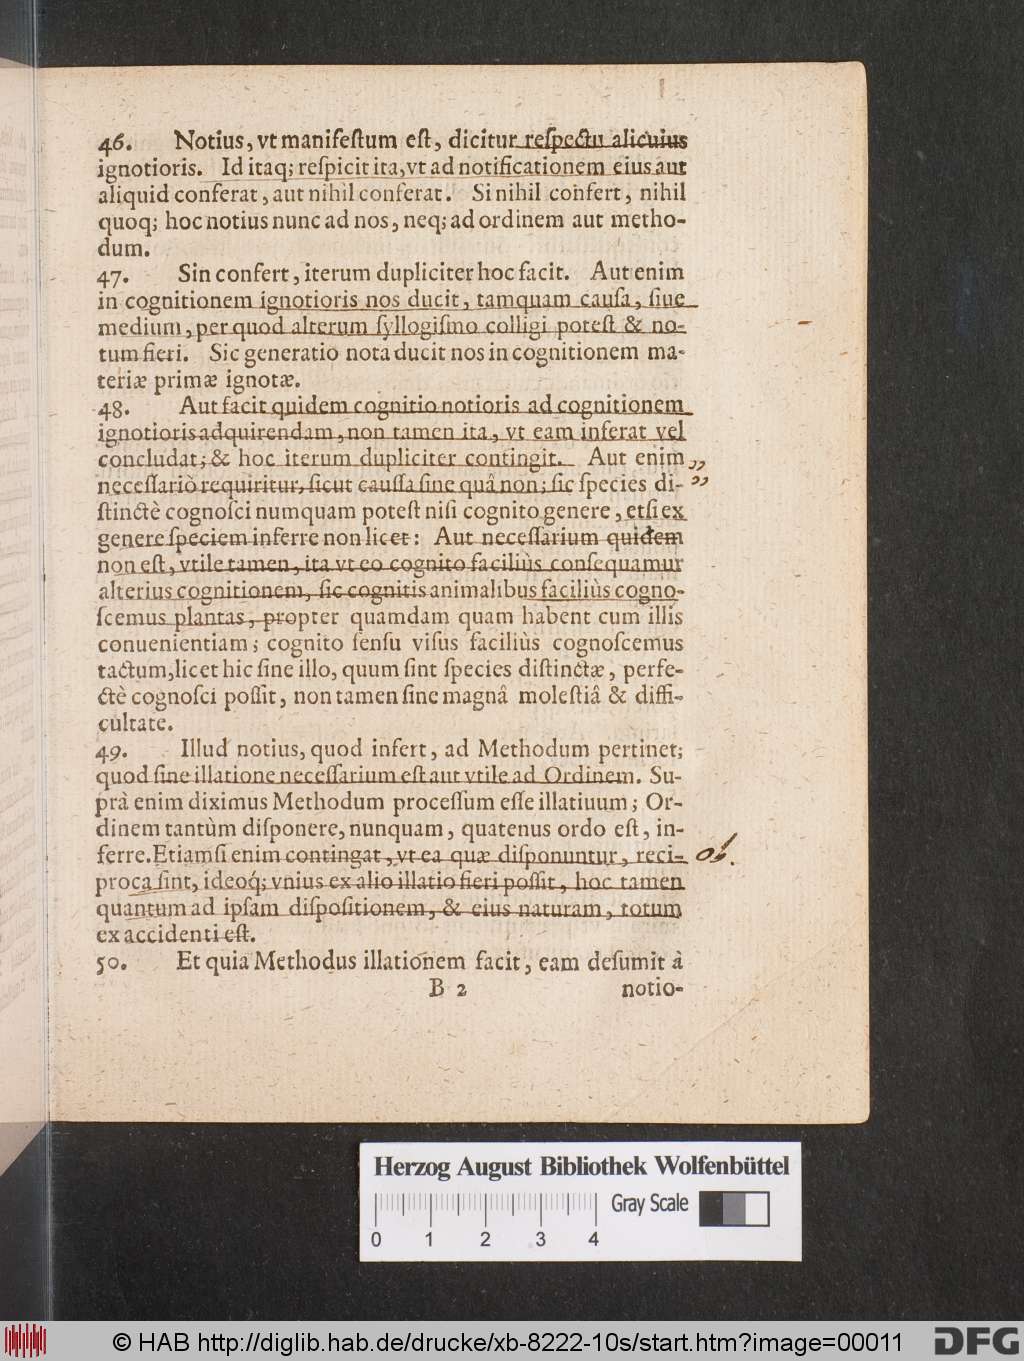 46. Notius, vt manifeſtum eſt, dicitur reſpectu alicuius
ignotioris. Id itaq; reſpicit ita, vt ad notificationem eius aut
aliquid conferat, aut nihil conferat. Si nihil confert, nihil
quoq; hoc notius nunc ad nos, neq; ad ordinem aut metho-
dum.
47. Sin confert, iterum dupliciter hoc facit. Aut enim
in cognitionem ignotioris nos ducit, tamquam cauſa, ſiue
medium, per quod alterum ſyllogiſmo colligi poteſt & no-
tum fieri. Sic generatio nota ducit nos in cognitionem ma-
teriæ primæ ignotæ.
48. Aut facit quidem cognitio notioris ad cognitionem
ignotioris adquirendam, non tamen ita, vt eam inferat vel
concludat; & hoc iterum dupliciter contingit. Aut enim
neceſſariò requiritur, ſicut cauſſa ſine quâ non; ſic ſpecies di-
ſtinctè cognoſci numquam poteſt niſi cognito genere, etſi ex
genere ſpeciem inferre non licet: Aut neceſſarium quidem
non eſt, vtile tamen, ita vt eo cognito faciliùs conſequamur
alterius cognitionem, ſic cognitis animalibus faciliùs cogno-
ſcemus plantas, propter quamdam quam habent cum illis
conuenientiam; cognito ſenſu viſus faciliùs cognoſcemus
tactum, licet hic ſine illo, quum ſint ſpecies diſtinctæ, perfe-
ctè cognoſci poſſit, non tamen ſine magnâ moleſtiâ & diffi-
cultate.
49. Illud notius, quod infert, ad Methodum pertinet;
quod ſine illatione neceſſarium eſt aut vtile ad Ordinem. Su-
prà enim diximus Methodum proceſſum eſſe illatiuum; Or-
dinem tantùm diſponere, nunquam, quatenus ordo eſt, in-
ferre. Etiamſi enim contingat, vt ea quæ diſponuntur, reci-
proca ſint, ideoq́; vnius ex alio illatio fieri poſſit, hoc tamen
quantum ad ipſam diſpoſitionem, & eius naturam, totum
ex accidenti eſt.
50. Et quia Methodus illationem facit, eam deſumit à
B 2 notio-
Herzog August Bibliothek Wolfenbüttel
Gray Scale
0 1 2 3 4
© HAB http://diglib.hab.de/drucke/xb-8222-10s/start.htm?image=00011
DFG